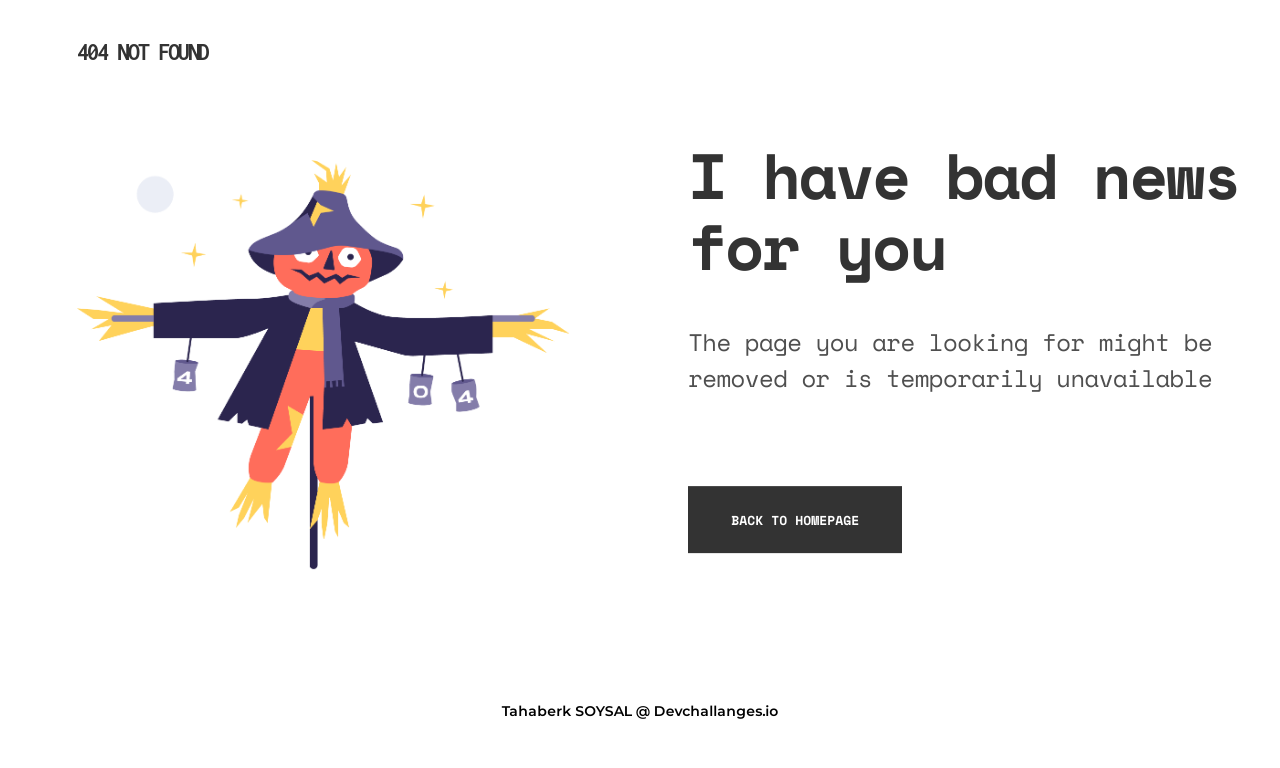 404 NOT FOUND
I have bad news
for you
The page you are looking for might be
removed or is temporarily unavailable
4
0
4
BACK TO HOMEPAGE
Tahaberk SOYSAL @ Devchallanges.io